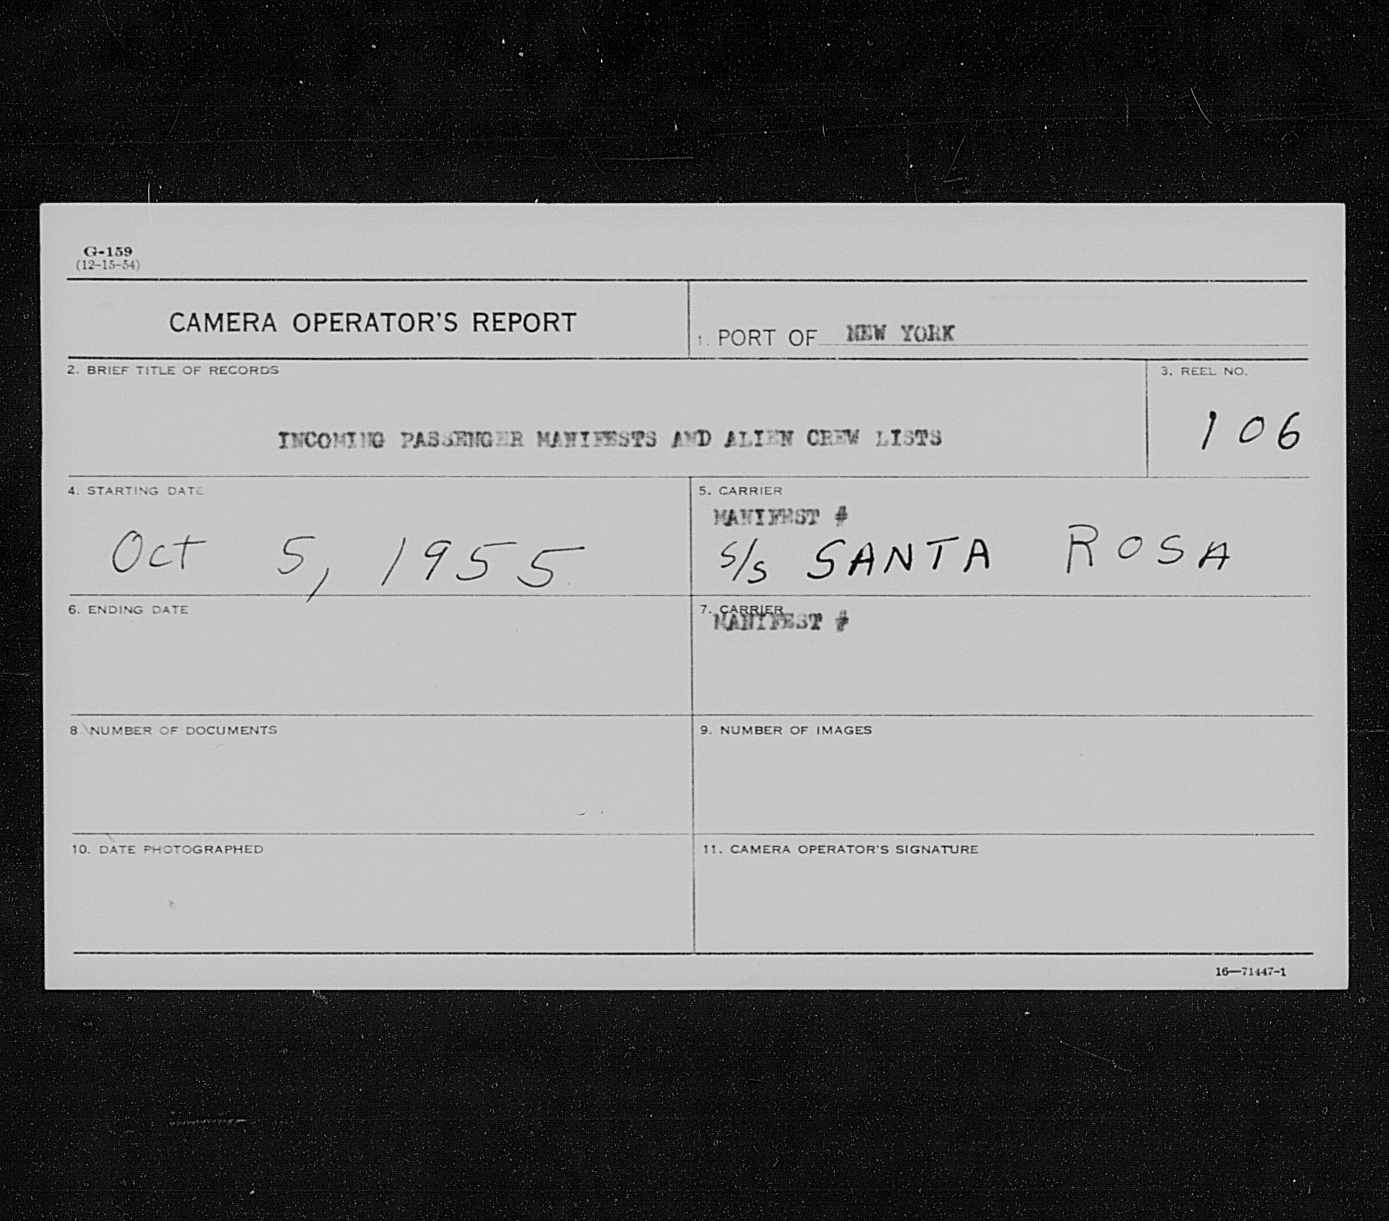 G-159
(12-15-54)
CAMERA OPERATOR'S REPORT
1. PORT OF NEW YORK
2. BRIEF TITLE OF RECORDS
3. REEL NO.
INCOMING PASSENGER MANIFESTS AND ALIEN CREW LISTS
106
4. STARTING DATE
5. CARRIER
MANIFEST #
Oct 5, 1955
S/S SANTA ROSA
6. ENDING DATE
7. CARRIER
MANIFEST #
8. NUMBER OF DOCUMENTS
9. NUMBER OF IMAGES
10. DATE PHOTOGRAPHED
11. CAMERA OPERATOR'S SIGNATURE
16—71447-1